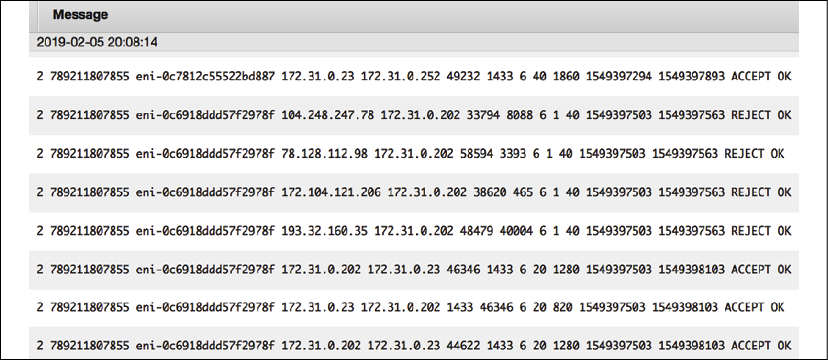 Message
2019-02-05 20:08:14
2 789211807855 eni-0c7812c55522bd887 172.31.0.23 172.31.0.252 49232 1433 6 40 1860 1549397294 1549397893 ACCEPT OK
2 789211807855 eni-0c6918ddd57f2978f 104.248.247.78 172.31.0.202 33794 8088 6 1 40 1549397503 1549397563 REJECT OK
2 789211807855 eni-0c6918ddd57f2978f 78.128.112.98 172.31.0.202 58594 3393 6 1 40 1549397503 1549397563 REJECT OK
2 789211807855 eni-0c6918ddd57f2978f 172.104.121.206 172.31.0.202 38620 465 6 1 40 1549397503 1549397563 REJECT OK
2 789211807855 eni-0c6918ddd57f2978f 193.32.160.35 172.31.0.202 48479 40004 6 1 40 1549397503 1549397563 REJECT OK
2 789211807855 eni-0c6918ddd57f2978f 172.31.0.202 172.31.0.23 46346 1433 6 20 1280 1549397503 1549398103 ACCEPT OK
2 789211807855 eni-0c6918ddd57f2978f 172.31.0.23 172.31.0.202 1433 46346 6 20 820 1549397503 1549398103 ACCEPT OK
2 789211807855 eni-0c6918ddd57f2978f 172.31.0.202 172.31.0.23 44622 1433 6 20 1280 1549397503 1549398103 ACCEPT OK